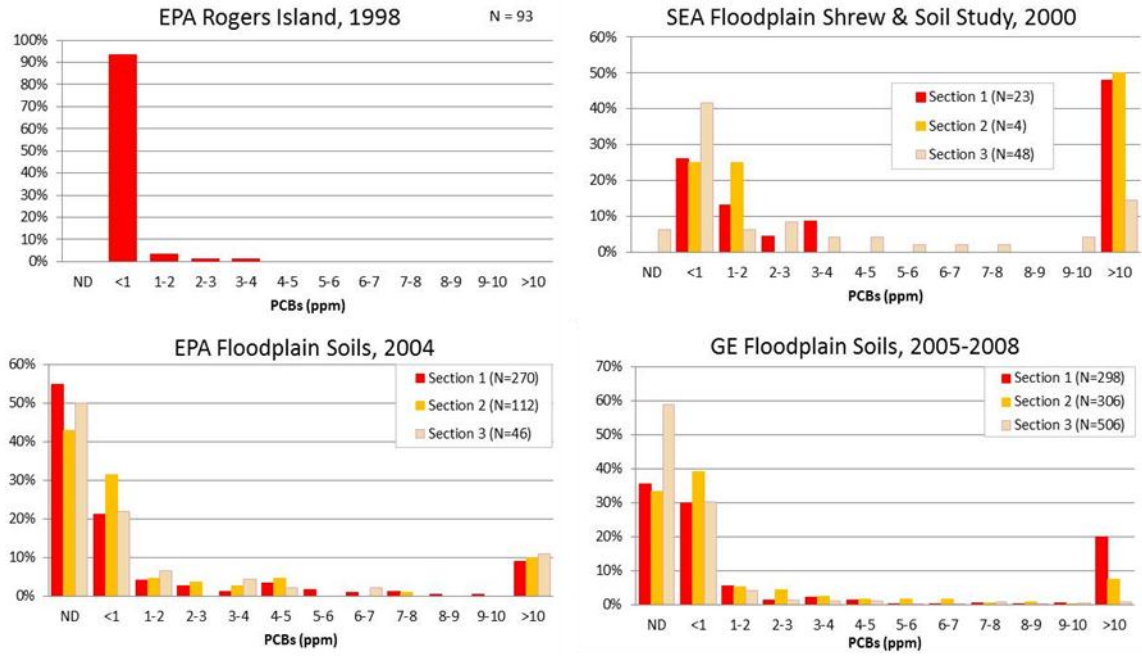 EPA Rogers Island, 1998
N = 93
100%
90%
80%
70%
60%
50%
40%
30%
20%
10%
0%
ND <1 1-2 2-3 3-4 4-5 5-6 6-7 7-8 8-9 9-10 >10
PCBs (ppm)
SEA Floodplain Shrew & Soil Study, 2000
60%
50%
40%
30%
20%
10%
0%
Section 1 (N=23)
Section 2 (N=4)
Section 3 (N=48)
ND <1 1-2 2-3 3-4 4-5 5-6 6-7 7-8 8-9 9-10 >10
PCBs (ppm)
EPA Floodplain Soils, 2004
60%
50%
40%
30%
20%
10%
0%
Section 1 (N=270)
Section 2 (N=112)
Section 3 (N=46)
ND <1 1-2 2-3 3-4 4-5 5-6 6-7 7-8 8-9 9-10 >10
PCBs (ppm)
GE Floodplain Soils, 2005-2008
70%
60%
50%
40%
30%
20%
10%
0%
Section 1 (N=298)
Section 2 (N=306)
Section 3 (N=506)
ND <1 1-2 2-3 3-4 4-5 5-6 6-7 7-8 8-9 9-10 >10
PCBs (ppm)